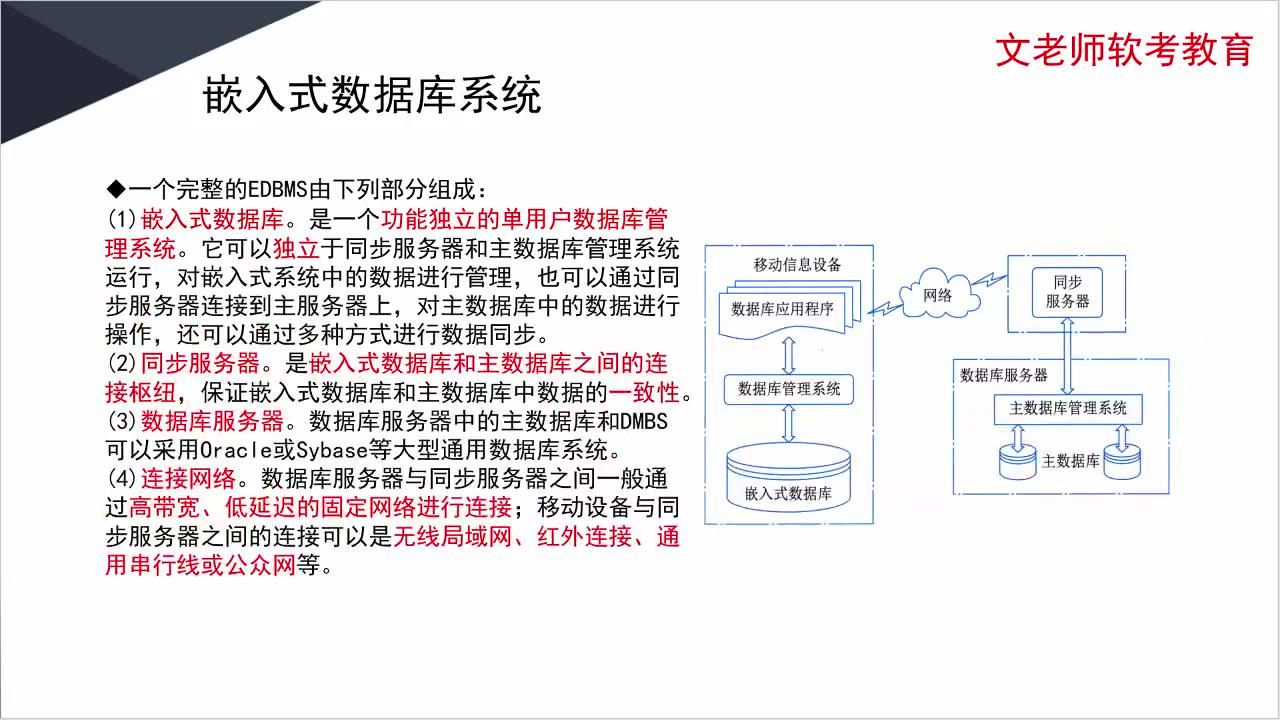 文老师软考教育
嵌入式数据库系统
◆一个完整的EDBMS由下列部分组成：
(1)嵌入式数据库。是一个功能独立的单用户数据库管
理系统。它可以独立于同步服务器和主数据库管理系统
运行，对嵌入式系统中的数据进行管理，也可以通过同
步服务器连接到主服务器上，对主数据库中的数据进行
操作，还可以通过多种方式进行数据同步。
(2)同步服务器。是嵌入式数据库和主数据库之间的连
接枢纽，保证嵌入式数据库和主数据库中数据的一致性。
(3)数据库服务器。数据库服务器中的主数据库和DMBS
可以采用Oracle或Sybase等大型通用数据库系统。
(4)连接网络。数据库服务器与同步服务器之间一般通
过高带宽、低延迟的固定网络进行连接；移动设备与同
步服务器之间的连接可以是无线局域网、红外连接、通
用串行线或公众网等。
移动信息设备
数据库应用程序
数据库管理系统
嵌入式数据库
网络
同步
服务器
数据库服务器
主数据库管理系统
主数据库